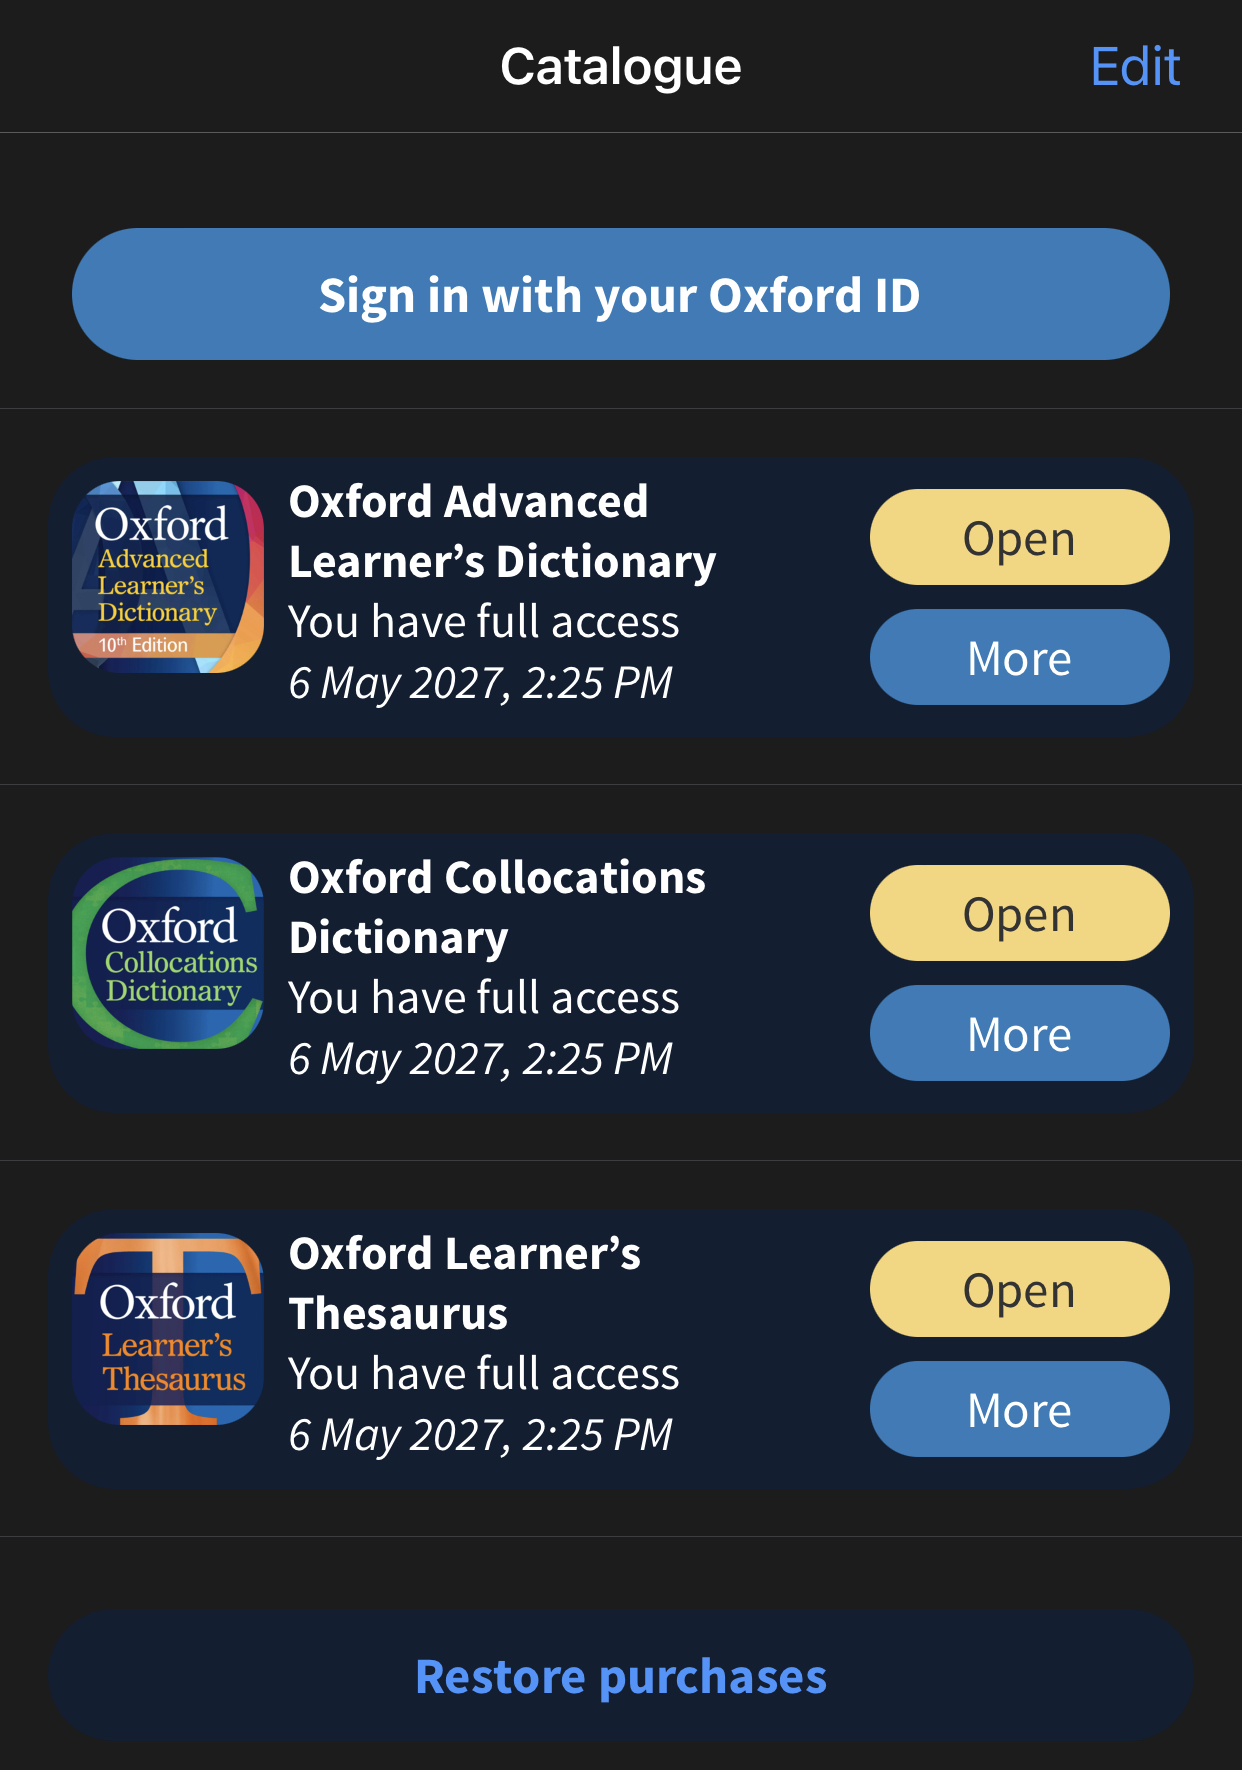 Catalogue
Edit
Sign in with your Oxford ID
Oxford
Advanced
Learner's
Dictionary
10th Edition
Oxford Advanced
Learner’s Dictionary
You have full access
6 May 2027, 2:25 PM
Open
More
Oxford
Collocations
Dictionary
Oxford Collocations
Dictionary
You have full access
6 May 2027, 2:25 PM
Open
More
Oxford
Learner's
Thesaurus
Oxford Learner’s
Thesaurus
You have full access
6 May 2027, 2:25 PM
Open
More
Restore purchases